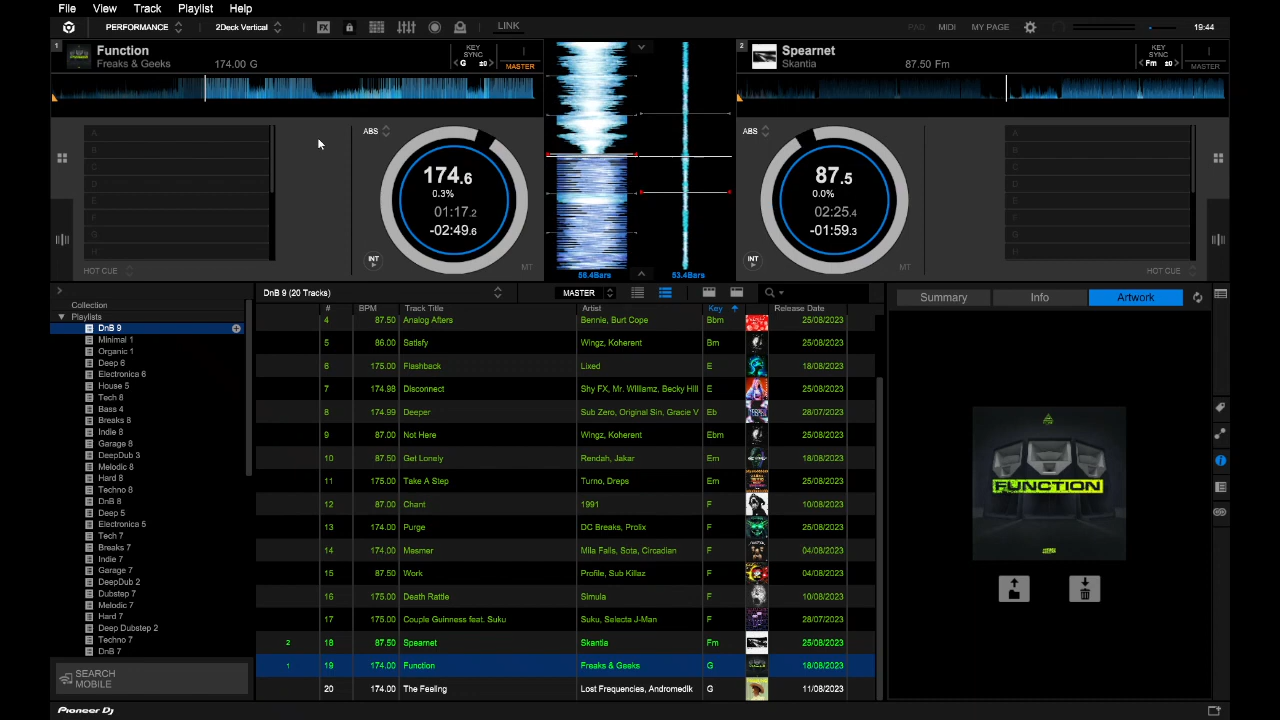 File View Track Playlist Help
PERFORMANCE 2Deck Vertical FX LINK PAD MIDI MY PAGE 19:44
1 Function KEY SYNC
Freaks & Geeks 174.00 G G ±0 MASTER
2 Spearnet KEY SYNC
Skantia 87.50 Fm Fm ±0 MASTER
A
B
C
D
E
F
G
H
HOT CUE
ABS
174.6
0.3%
01:17.2
-02:49.6
INT MT
56.4Bars 53.4Bars
ABS
87.5
0.0%
02:25.4
-01:59.3
INT MT
A
B
C
D
E
F
G
H
HOT CUE
Collection
Playlists
DnB 9
Minimal 1
Organic 1
Deep 6
Electronica 6
House 5
Tech 8
Bass 4
Breaks 8
Indie 8
Garage 8
DeepDub 3
Melodic 8
Hard 8
Techno 8
DnB 8
Deep 5
Electronica 5
Tech 7
Breaks 7
Indie 7
Garage 7
DeepDub 2
Dubstep 7
Melodic 7
Hard 7
Deep Dubstep 2
Techno 7
DnB 7
SEARCH
MOBILE
DnB 9 (20 Tracks) MASTER
# BPM Track Title Artist Key Release Date
4 87.50 Analog Afters Bennie, Burt Cope Bbm 25/08/2023
5 86.00 Satisfy Wingz, Koherent Bm 25/08/2023
6 175.00 Flashback Lixed E 18/08/2023
7 174.98 Disconnect Shy FX, Mr. Williamz, Becky Hill E 25/08/2023
8 174.99 Deeper Sub Zero, Original Sin, Gracie V Eb 28/07/2023
9 87.00 Not Here Wingz, Koherent Ebm 25/08/2023
10 87.50 Get Lonely Rendah, Jakar Em 18/08/2023
11 175.00 Take A Step Turno, Dreps Em 25/08/2023
12 87.00 Chant 1991 F 10/08/2023
13 174.00 Purge DC Breaks, Prolix F 25/08/2023
14 174.00 Mesmer Mila Falls, Sota, Circadian F 04/08/2023
15 87.50 Work Profile, Sub Killaz F 04/08/2023
16 175.00 Death Rattle Simula F 10/08/2023
17 175.00 Couple Guinness feat. Suku Suku, Selecta J-Man F 28/07/2023
2 18 87.50 Spearnet Skantia Fm 25/08/2023
1 19 174.00 Function Freaks & Geeks G 18/08/2023
20 174.00 The Feeling Lost Frequencies, Andromedik G 11/08/2023
Summary Info Artwork
FUNCTION
Pioneer Dj